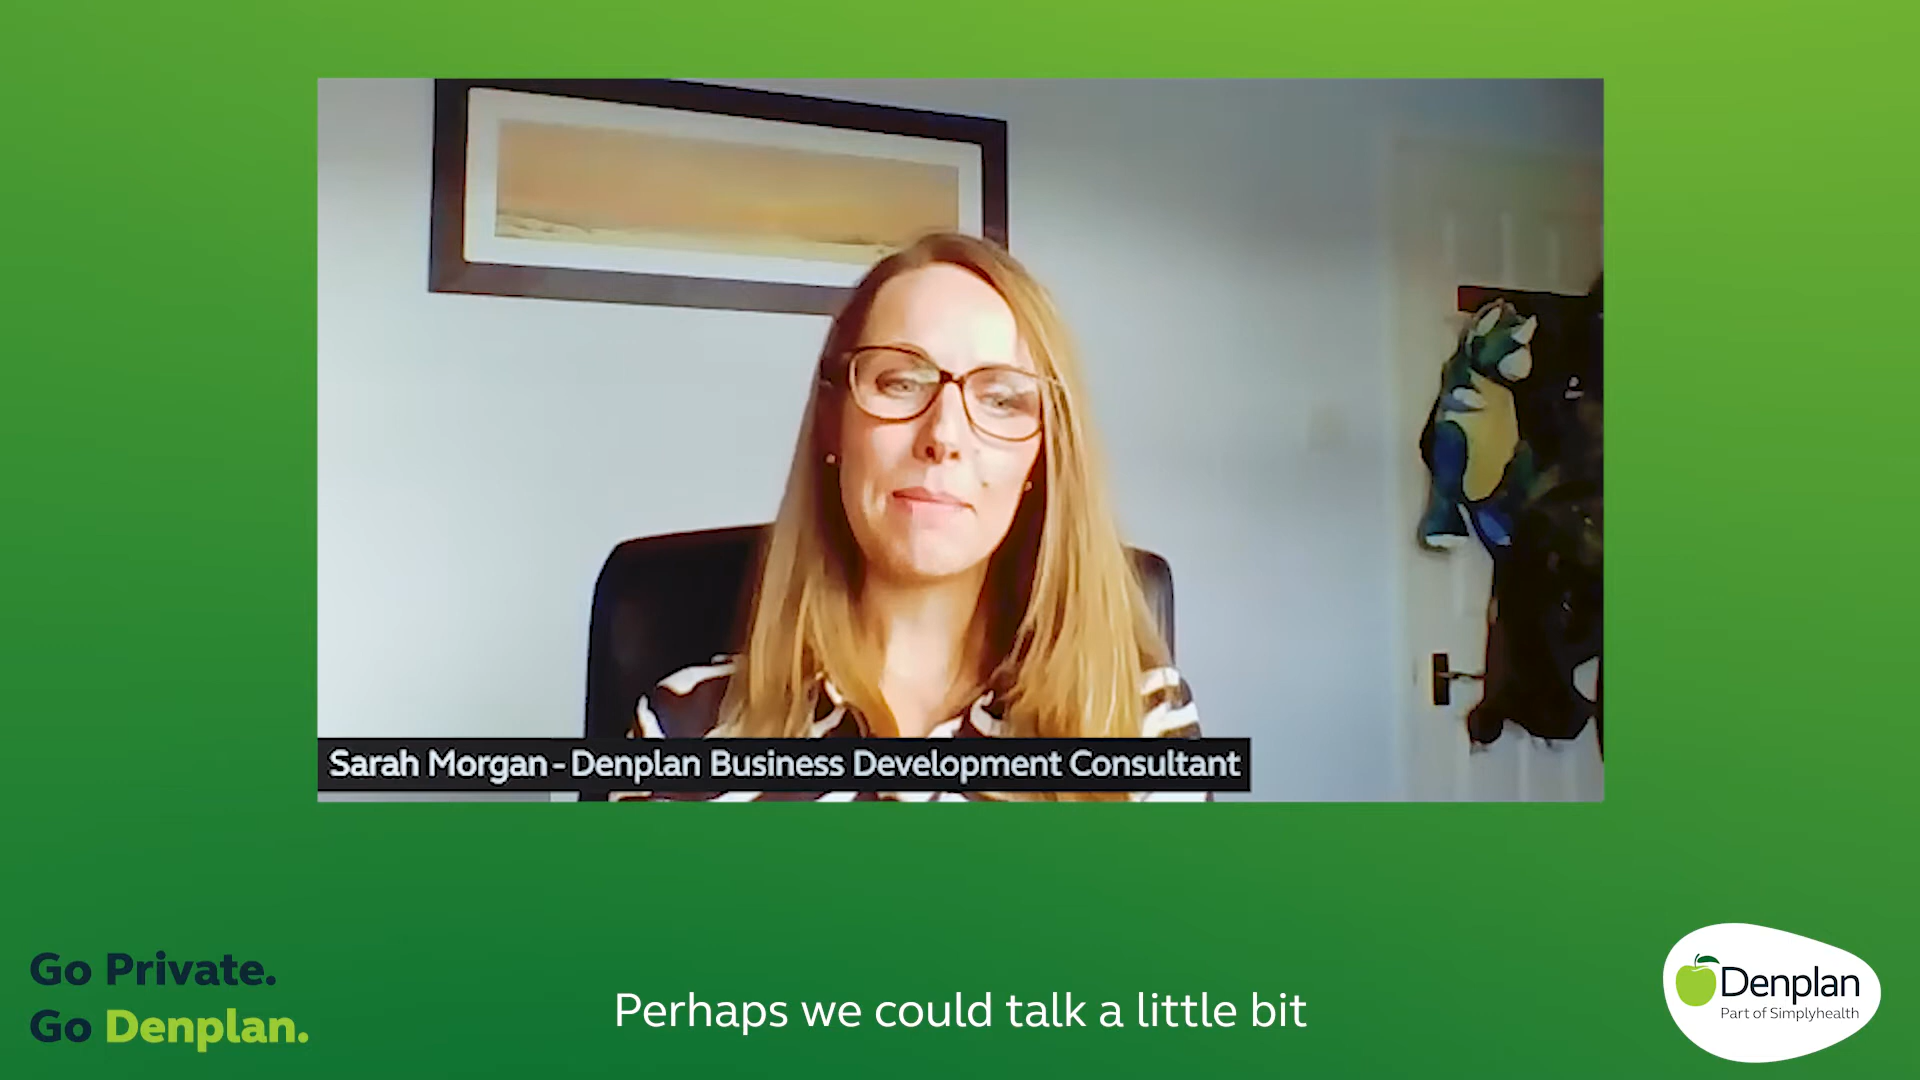 Sarah Morgan - Denplan Business Development Consultant
Go Private.
Go Denplan.
Perhaps we could talk a little bit
Denplan
Part of Simplyhealth